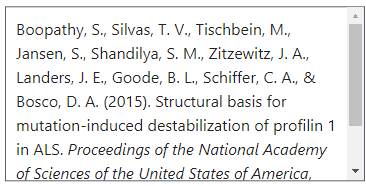 Boopathy, S., Silvas, T. V., Tischbein, M.,
Jansen, S., Shandilya, S. M., Zitzewitz, J. A.,
Landers, J. E., Goode, B. L., Schiffer, C. A., &
Bosco, D. A. (2015). Structural basis for
mutation-induced destabilization of profilin 1
in ALS. Proceedings of the National Academy
of Sciences of the United States of America,